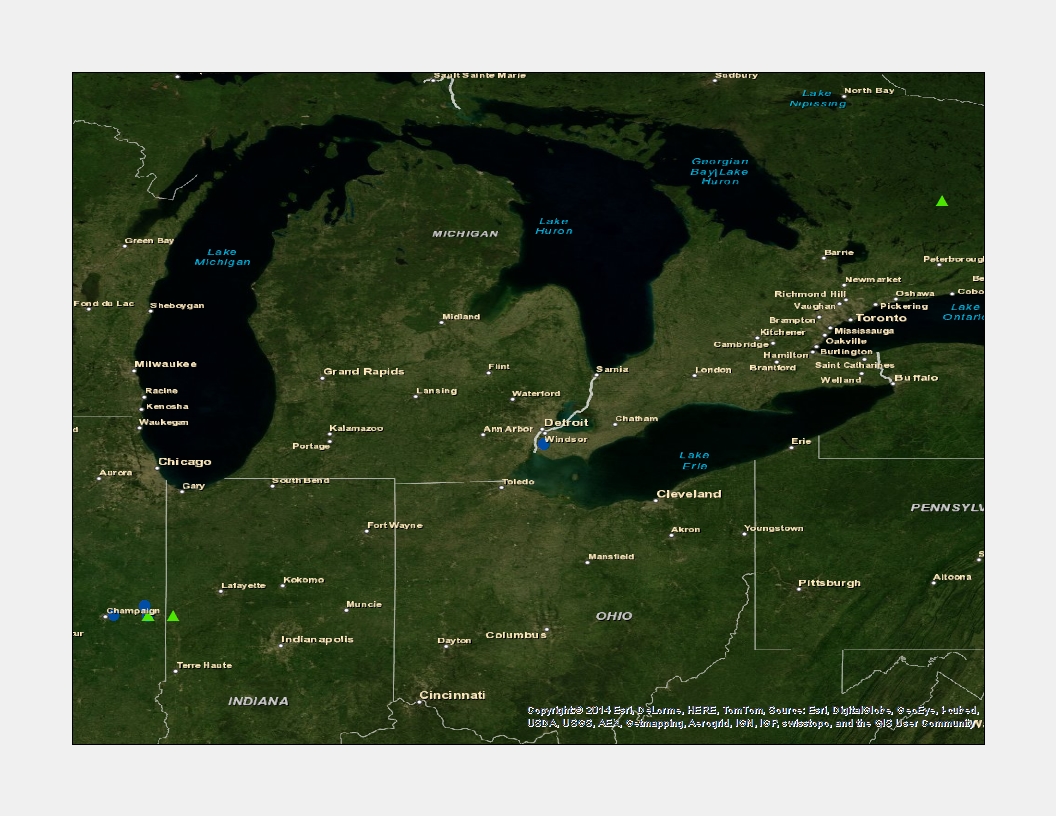 Sault Sainte Marie
Sudbury
Lake
Nipissing
North Bay
Georgian
Bay Lake
Huron
Green Bay
MICHIGAN
Lake
Huron
Lake
Michigan
Barrie
Peterborough
Newmarket
Be
Fond du Lac
Sheboygan
Richmond Hill
Oshawa
Cobo
Vaughan
Pickering
Lake
Ontario
Midland
Brampton
Toronto
Kitchener
Mississauga
Cambridge
Oakville
Hamilton
Burlington
Milwaukee
Grand Rapids
Flint
Sarnia
London
Brantford
Saint Catharines
Welland
Buffalo
Racine
Lansing
Waterford
Kenosha
Waukegan
d
Kalamazoo
Ann Arbor
Detroit
Chatham
Portage
Windsor
Erie
Lake
Erie
Chicago
Aurora
Gary
South Bend
Toledo
Cleveland
PENNSYLV
Fort Wayne
Akron
Youngstown
Mansfield
S
Lafayette
Kokomo
Pittsburgh
Altoona
Champaign
Muncie
OHIO
ur
Indianapolis
Dayton
Columbus
Terre Haute
INDIANA
Cincinnati
Copyright:© 2014 Esri, DeLorme, HERE, TomTom, Source: Esri, DigitalGlobe, GeoEye, i-cubed,
USDA, USGS, AEX, Getmapping, Aerogrid, IGN, IGP, swisstopo, and the GIS User Community
W.